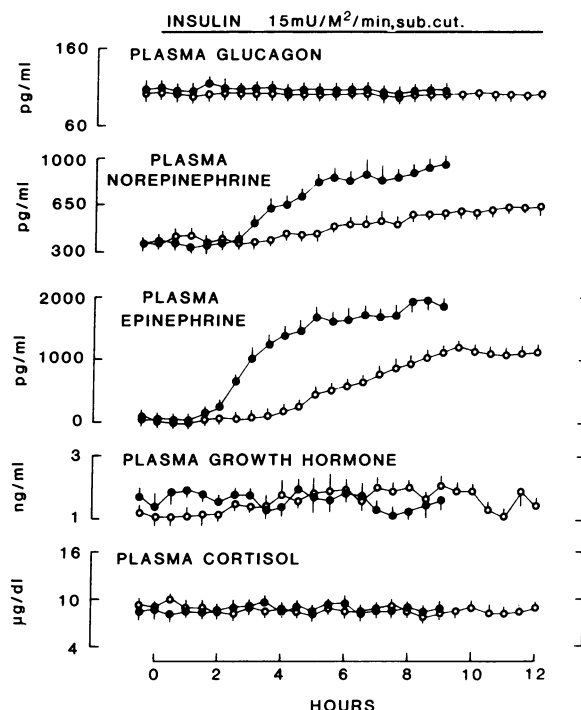 INSULIN 15mU/M²/min,sub.cut.
PLASMA GLUCAGON
pg/ml
160
60
PLASMA
NOREPINEPHRINE
pg/ml
1000
650
300
PLASMA
EPINEPHRINE
pg/ml
2000
1000
0
PLASMA GROWTH HORMONE
ng/ml
3
1
PLASMA CORTISOL
µg/dl
16
10
4
0 2 4 6 8 10 12
HOURS